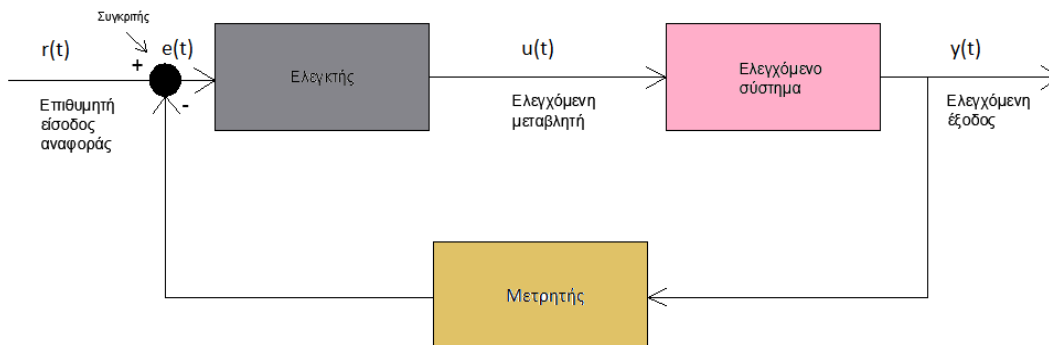 Συγκριτής
r(t)
+
e(t)
-
Επιθυμητή
είσοδος
αναφοράς
Ελεγκτής
u(t)
Ελεγχόμενη
μεταβλητή
Ελεγχόμενο
σύστημα
y(t)
Ελεγχόμενη
έξοδος
Μετρητής